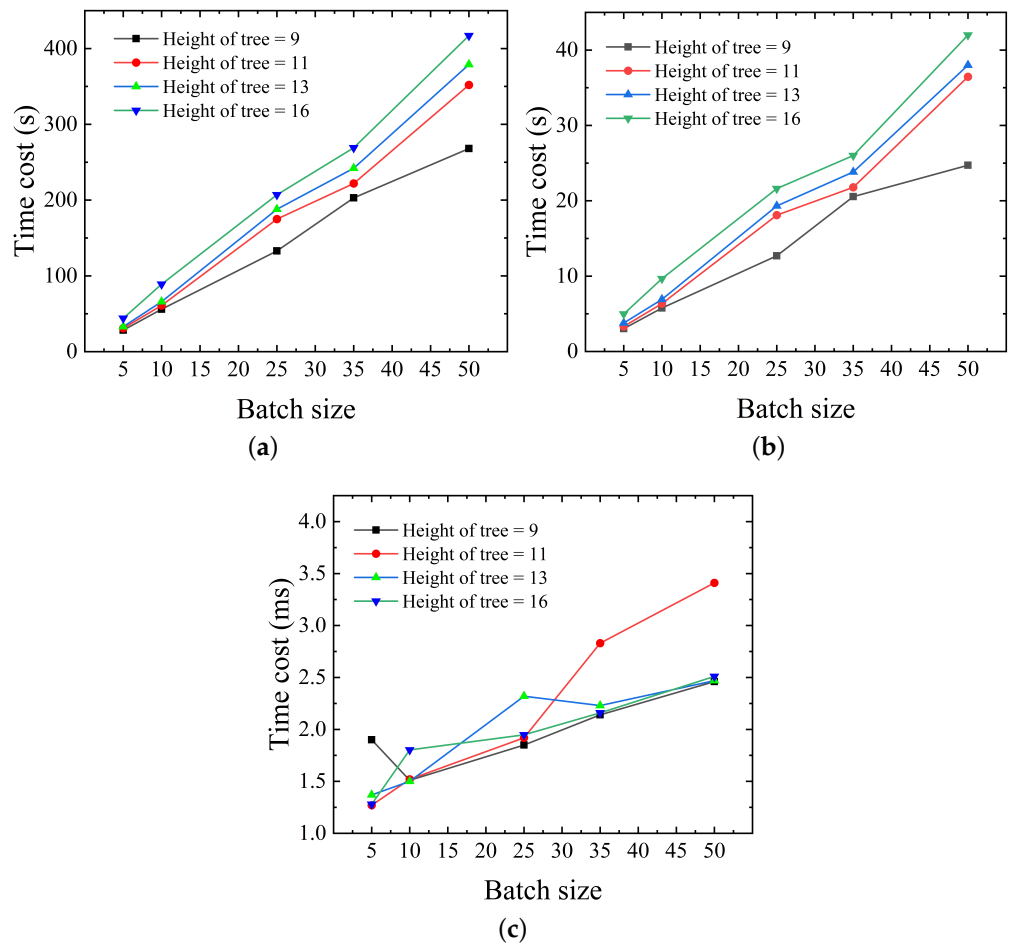 Height of tree = 9
Height of tree = 11
Height of tree = 13
Height of tree = 16
400
300
200
100
0
Time cost (s)
5 10 15 20 25 30 35 40 45 50
Batch size
(a)
Height of tree = 9
Height of tree = 11
Height of tree = 13
Height of tree = 16
40
30
20
10
0
Time cost (s)
5 10 15 20 25 30 35 40 45 50
Batch size
(b)
Height of tree = 9
Height of tree = 11
Height of tree = 13
Height of tree = 16
4.0
3.5
3.0
2.5
2.0
1.5
1.0
Time cost (ms)
5 10 15 20 25 30 35 40 45 50
Batch size
(c)